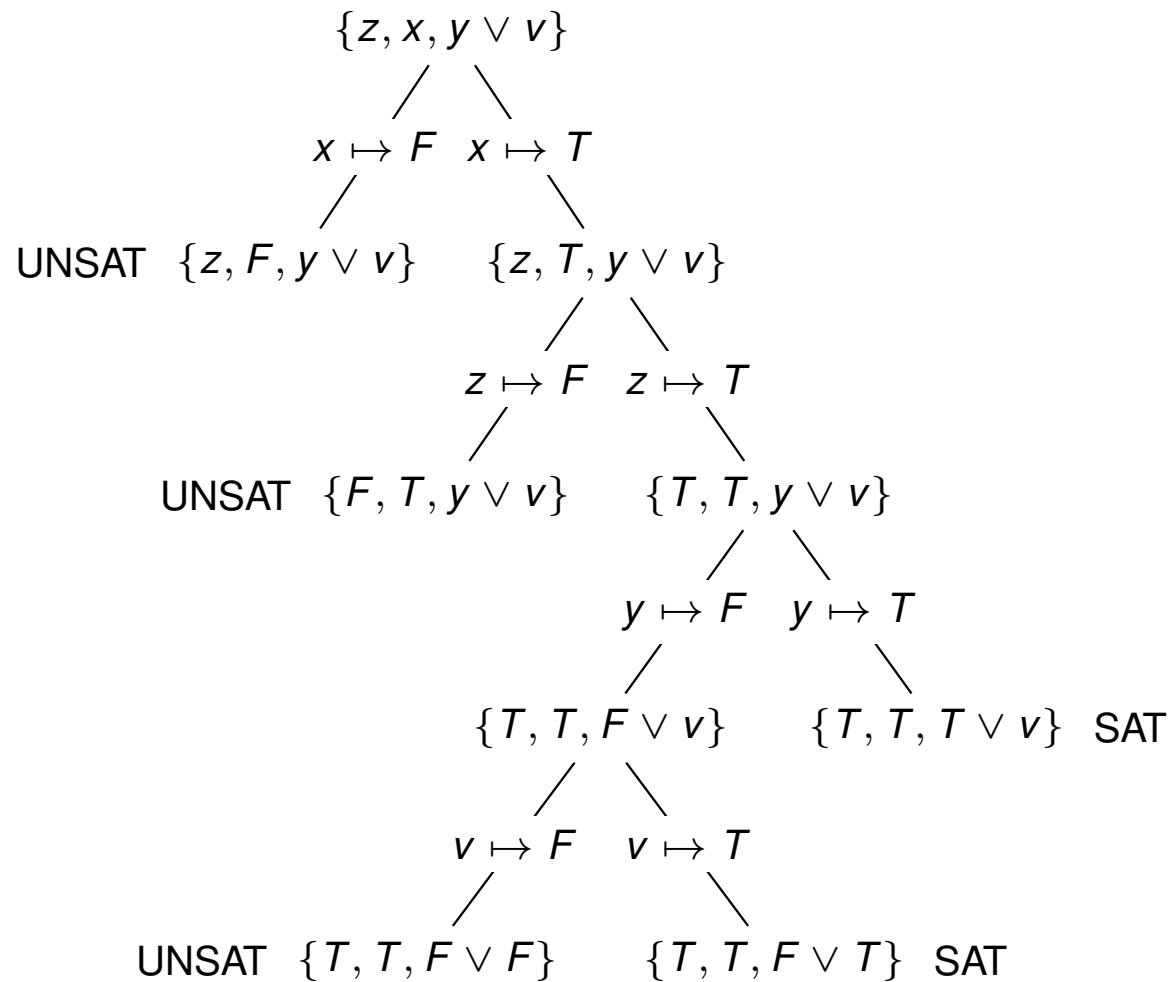 {z, x, y ∨ v}
x ↦ F x ↦ T
UNSAT {z, F, y ∨ v} {z, T, y ∨ v}
z ↦ F z ↦ T
UNSAT {F, T, y ∨ v} {T, T, y ∨ v}
y ↦ F y ↦ T
{T, T, F ∨ v} {T, T, T ∨ v} SAT
v ↦ F v ↦ T
UNSAT {T, T, F ∨ F} {T, T, F ∨ T} SAT